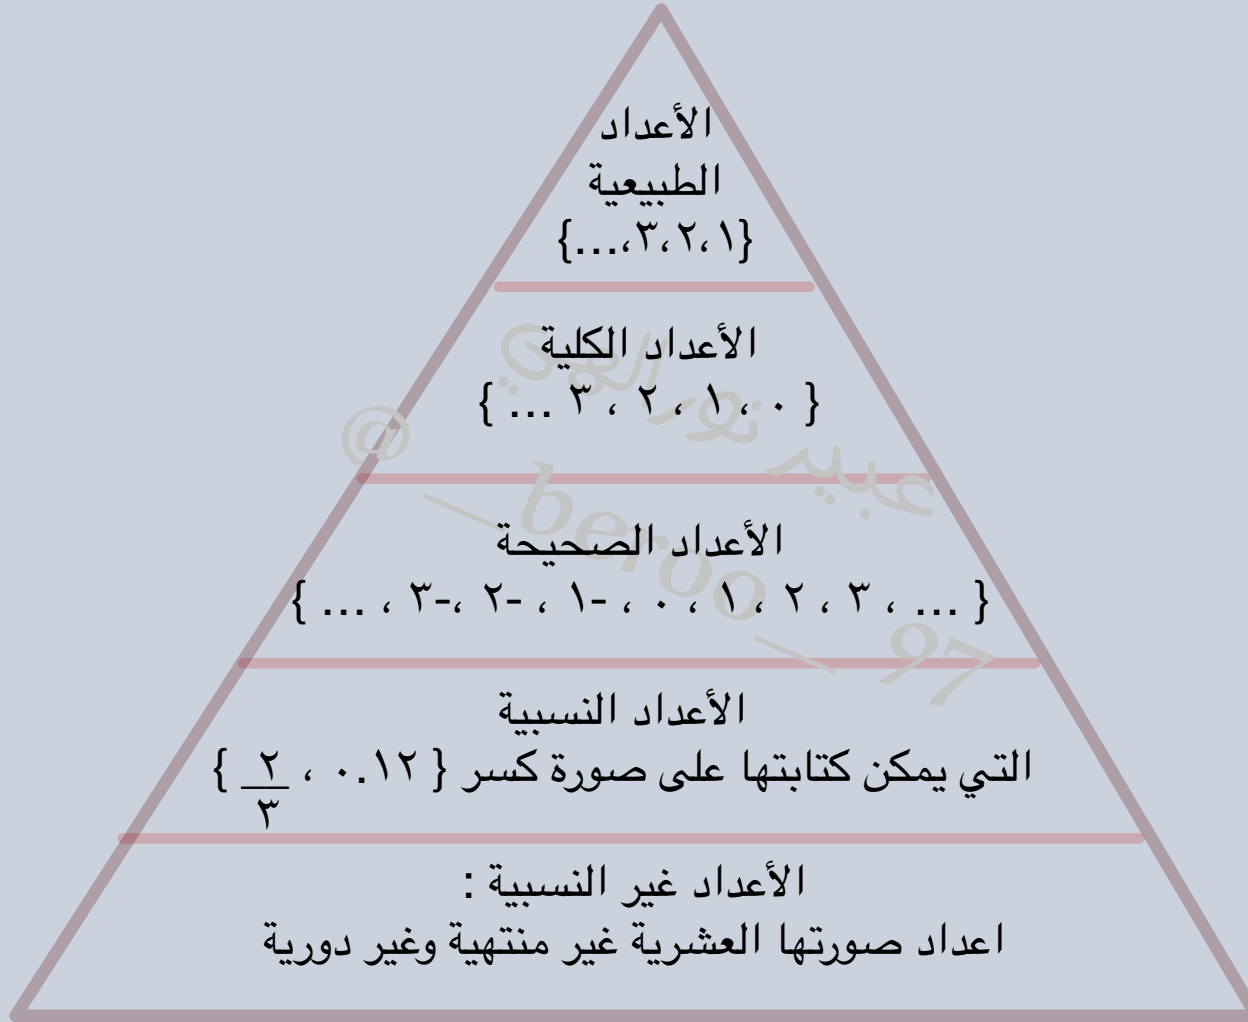 الأعداد
الطبيعية
{١،٢،٣،...}
الأعداد الكلية
{ ٠ ، ١ ، ٢ ، ٣ ... }
الأعداد الصحيحة
{ ... ، ٣ ، ٢ ، ١ ، ٠ ، -١ ، -٢ ،-٣ ، ... }
الأعداد النسبية
التي يمكن كتابتها على صورة كسر { ٠.١٢ ، ٢/٣ }
الأعداد غير النسبية :
اعداد صورتها العشرية غير منتهية وغير دورية
عبير نور الهدي
@__beroo__97